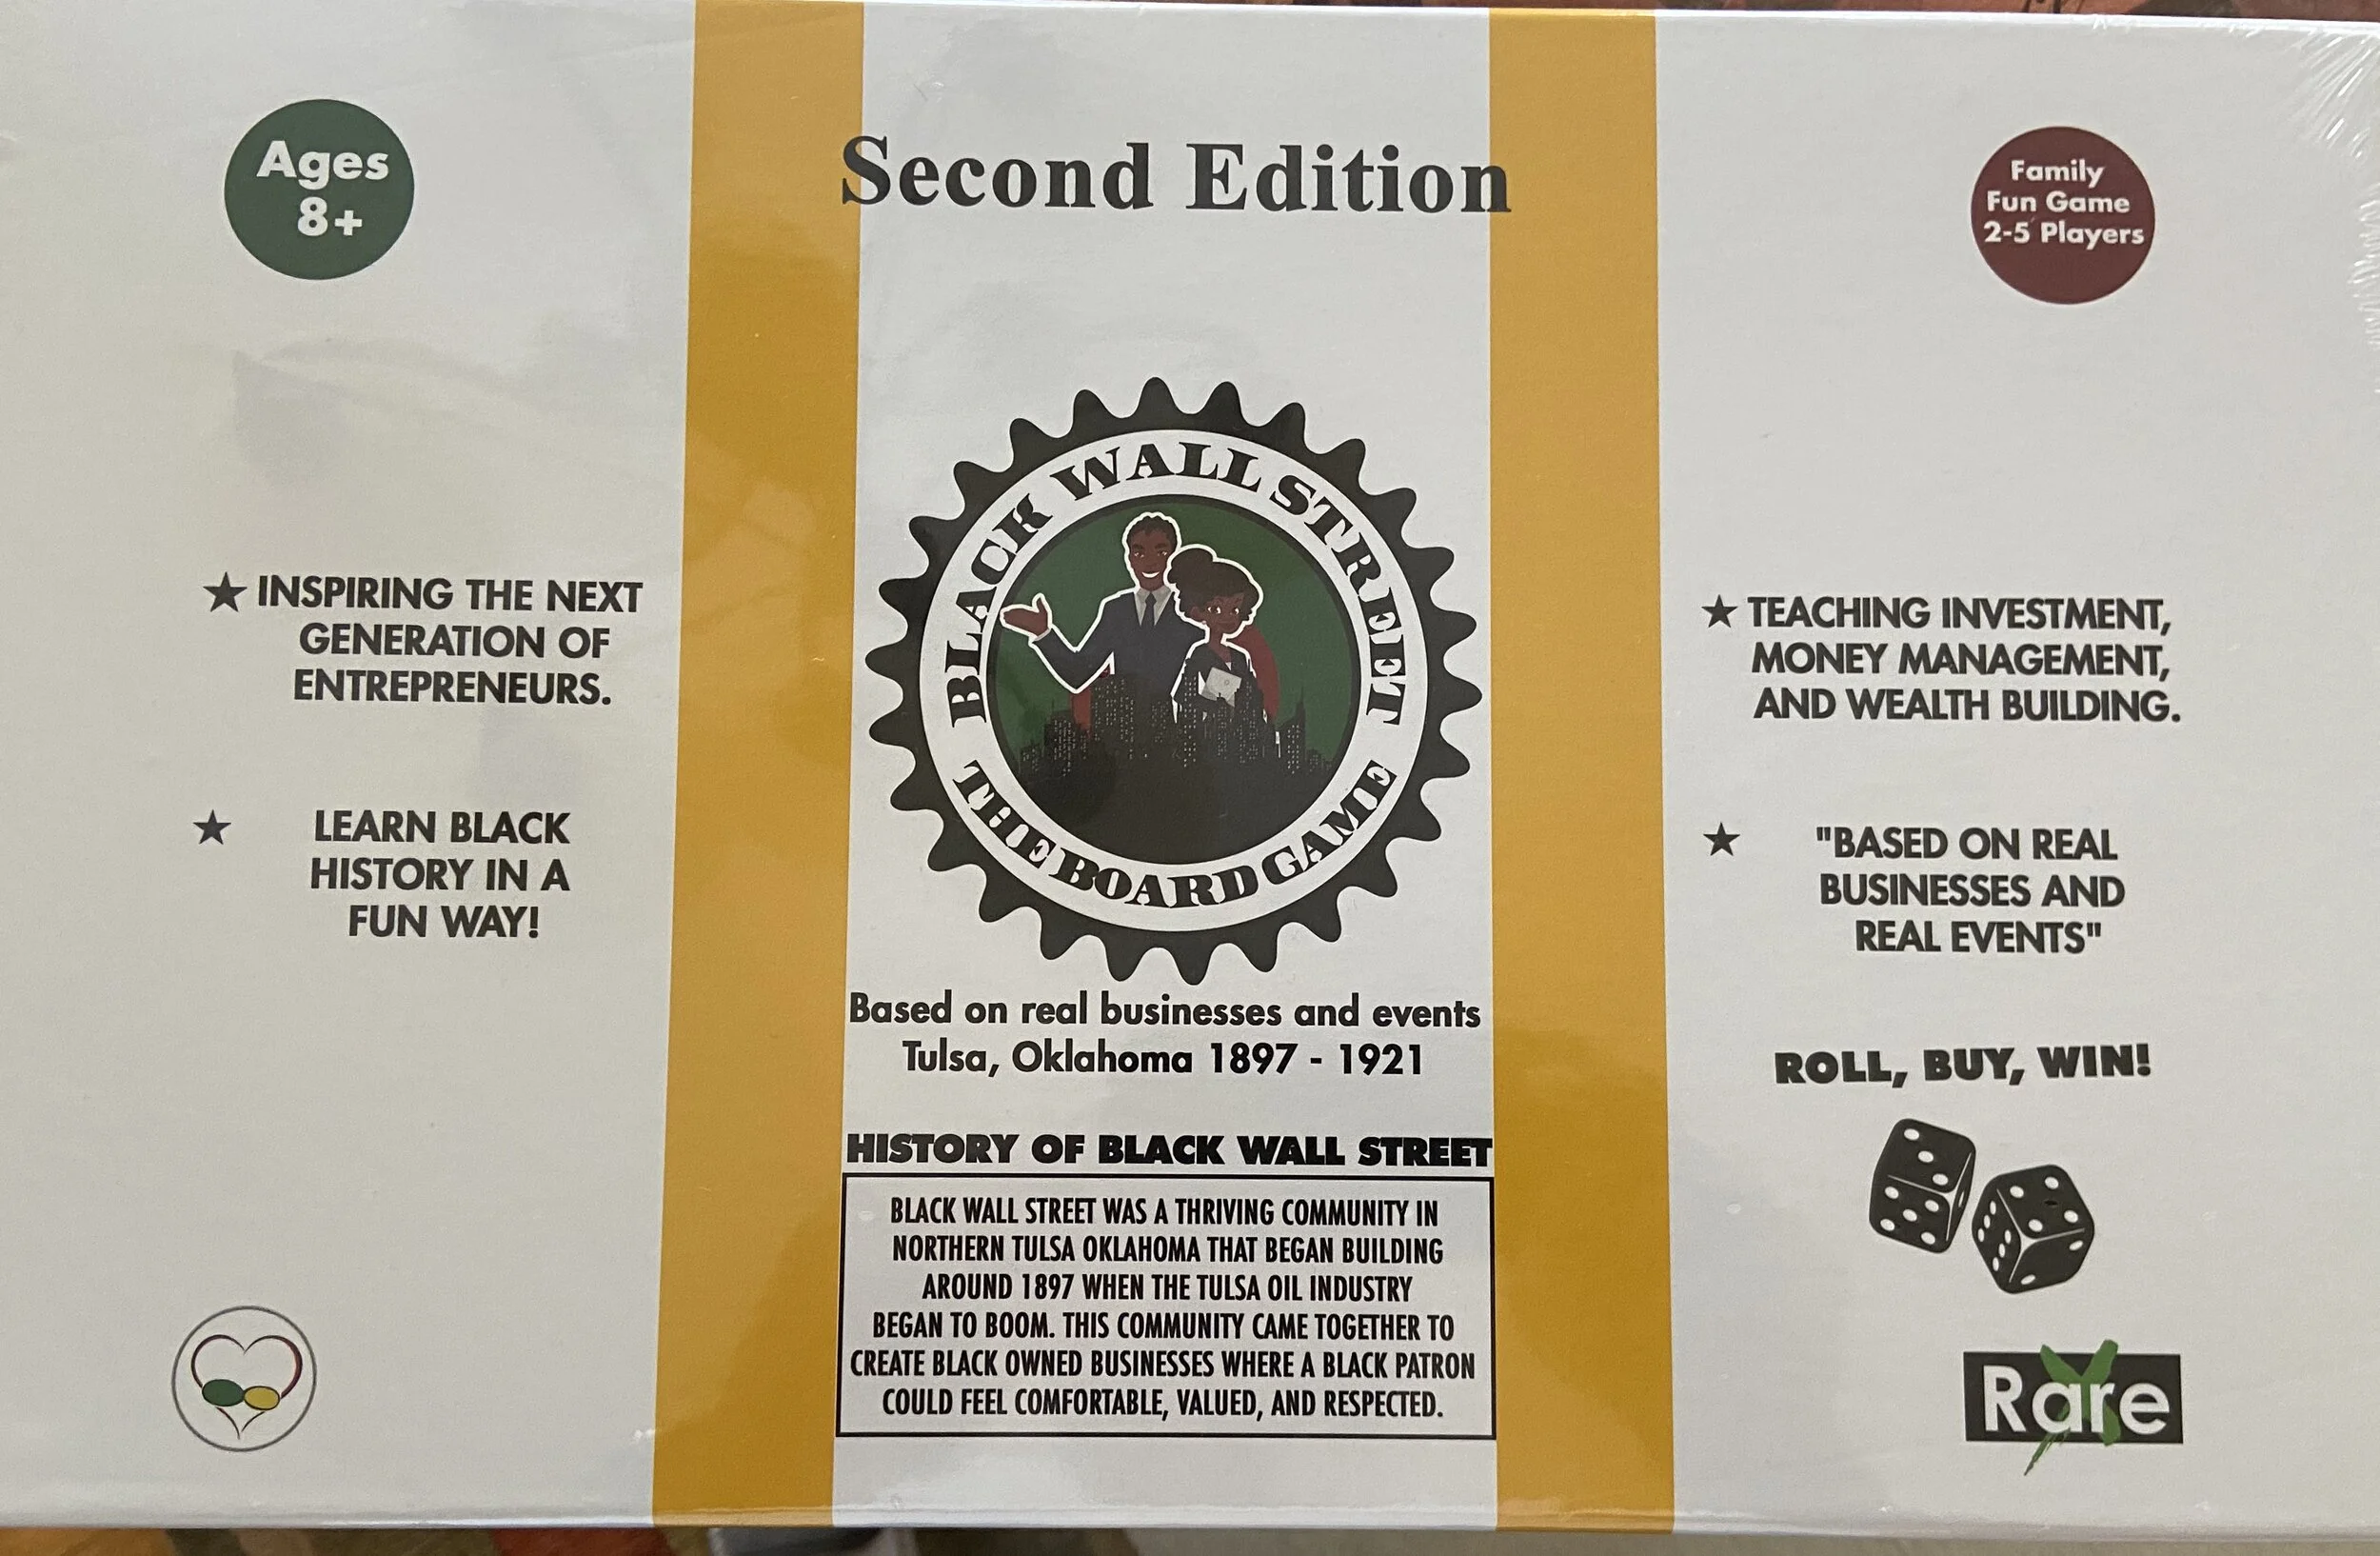 Ages
8+
Second Edition
Family
Fun Game
2-5 Players
★ INSPIRING THE NEXT
GENERATION OF
ENTREPRENEURS.
★ LEARN BLACK
HISTORY IN A
FUN WAY!
BLACK WALL STREET
THE BOARD GAME
Based on real businesses and events
Tulsa, Oklahoma 1897 - 1921
HISTORY OF BLACK WALL STREET
BLACK WALL STREET WAS A THRIVING COMMUNITY IN
NORTHERN TULSA OKLAHOMA THAT BEGAN BUILDING
AROUND 1897 WHEN THE TULSA OIL INDUSTRY
BEGAN TO BOOM. THIS COMMUNITY CAME TOGETHER TO
CREATE BLACK OWNED BUSINESSES WHERE A BLACK PATRON
COULD FEEL COMFORTABLE, VALUED, AND RESPECTED.
★ TEACHING INVESTMENT,
MONEY MANAGEMENT,
AND WEALTH BUILDING.
★ "BASED ON REAL
BUSINESSES AND
REAL EVENTS"
ROLL, BUY, WIN!
Rare